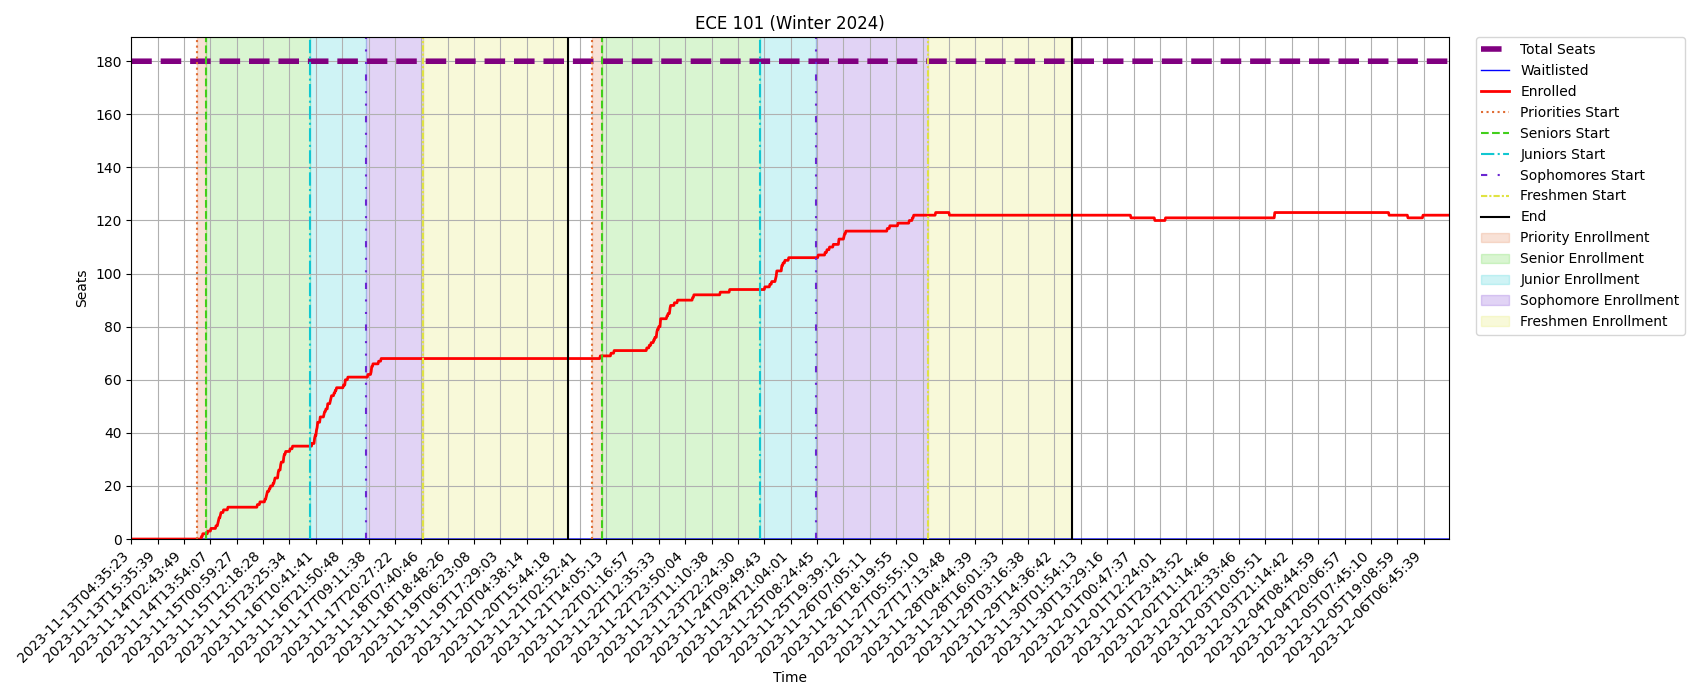 ECE 101 (Winter 2024)
Seats
180
160
140
120
100
80
60
40
20
0
2023-11-13T04:35:23
2023-11-13T15:35:39
2023-11-14T02:43:49
2023-11-14T13:54:07
2023-11-15T00:59:27
2023-11-15T12:18:28
2023-11-15T23:25:34
2023-11-16T10:41:41
2023-11-16T21:50:48
2023-11-17T09:11:38
2023-11-17T20:27:22
2023-11-18T07:40:46
2023-11-18T18:48:26
2023-11-19T06:23:08
2023-11-19T17:29:03
2023-11-20T04:38:14
2023-11-20T15:44:18
2023-11-21T02:52:41
2023-11-21T14:05:13
2023-11-22T01:16:57
2023-11-22T12:35:33
2023-11-22T23:50:04
2023-11-23T11:10:38
2023-11-23T22:24:30
2023-11-24T09:49:43
2023-11-24T21:04:01
2023-11-25T08:24:45
2023-11-25T19:39:12
2023-11-26T07:05:11
2023-11-26T18:19:55
2023-11-27T05:55:10
2023-11-27T17:13:48
2023-11-28T04:44:39
2023-11-28T16:01:33
2023-11-29T03:16:38
2023-11-29T14:36:42
2023-11-30T01:54:13
2023-11-30T13:29:16
2023-12-01T00:47:37
2023-12-01T12:24:01
2023-12-01T23:43:52
2023-12-02T11:14:46
2023-12-02T22:33:46
2023-12-03T10:05:51
2023-12-03T21:14:42
2023-12-04T08:44:59
2023-12-04T20:06:57
2023-12-05T07:45:10
2023-12-05T19:08:59
2023-12-06T06:45:39
Time
Total Seats
Waitlisted
Enrolled
Priorities Start
Seniors Start
Juniors Start
Sophomores Start
Freshmen Start
End
Priority Enrollment
Senior Enrollment
Junior Enrollment
Sophomore Enrollment
Freshmen Enrollment